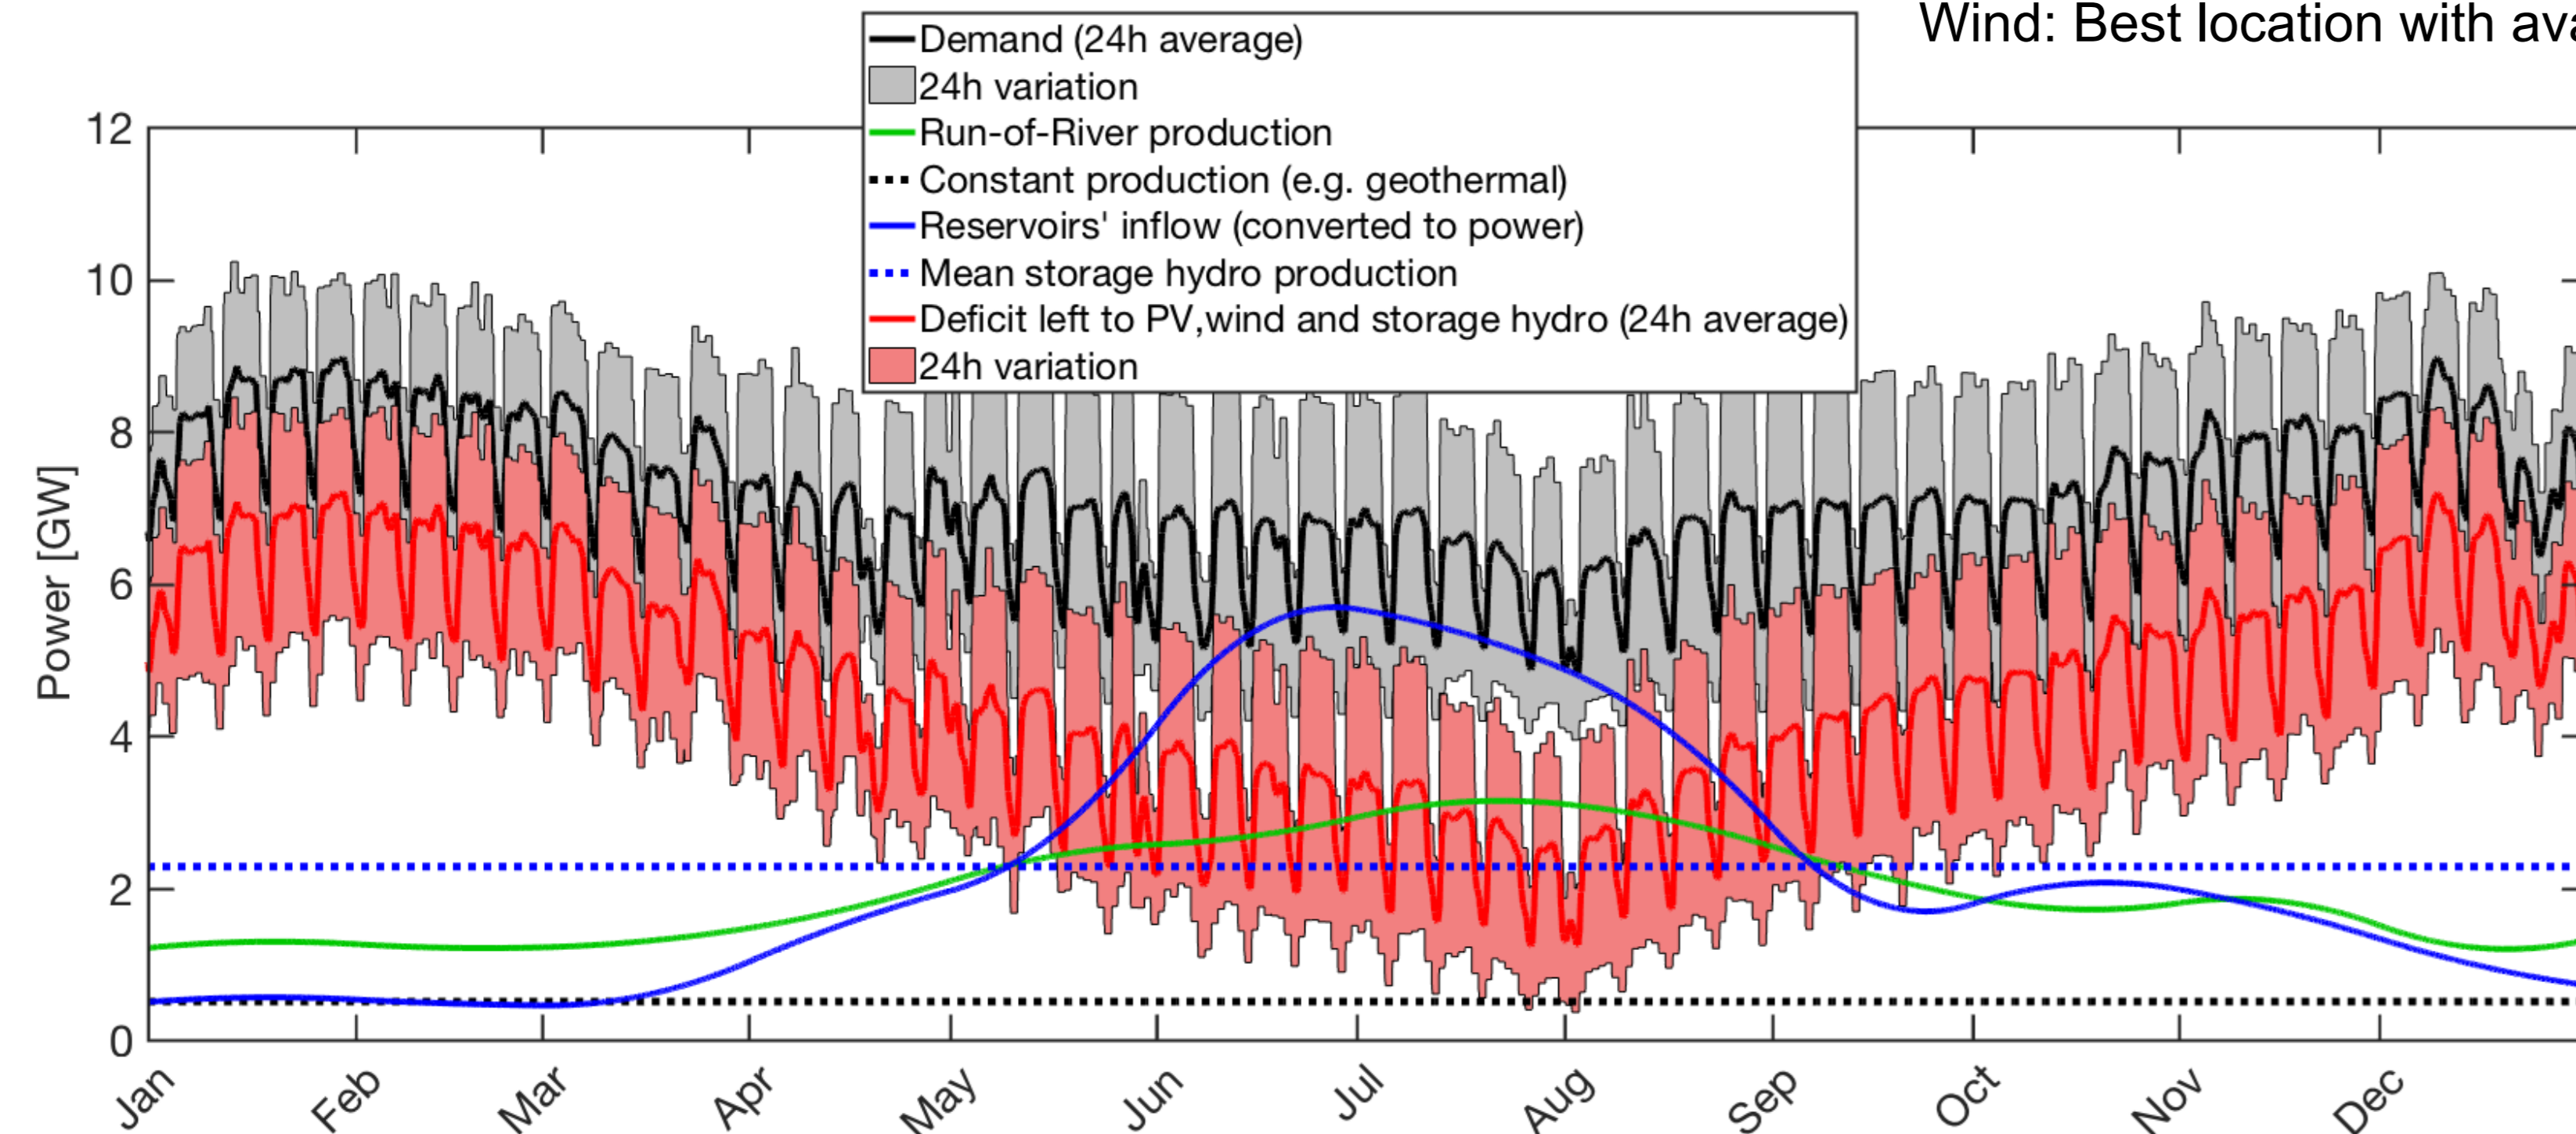 Wind: Best location with ava
Demand (24h average)
24h variation
Run-of-River production
Constant production (e.g. geothermal)
Reservoirs' inflow (converted to power)
Mean storage hydro production
Deficit left to PV,wind and storage hydro (24h average)
24h variation
Power [GW]
12
10
8
6
4
2
0
Jan
Feb
Mar
Apr
May
Jun
Jul
Aug
Sep
Oct
Nov
Dec